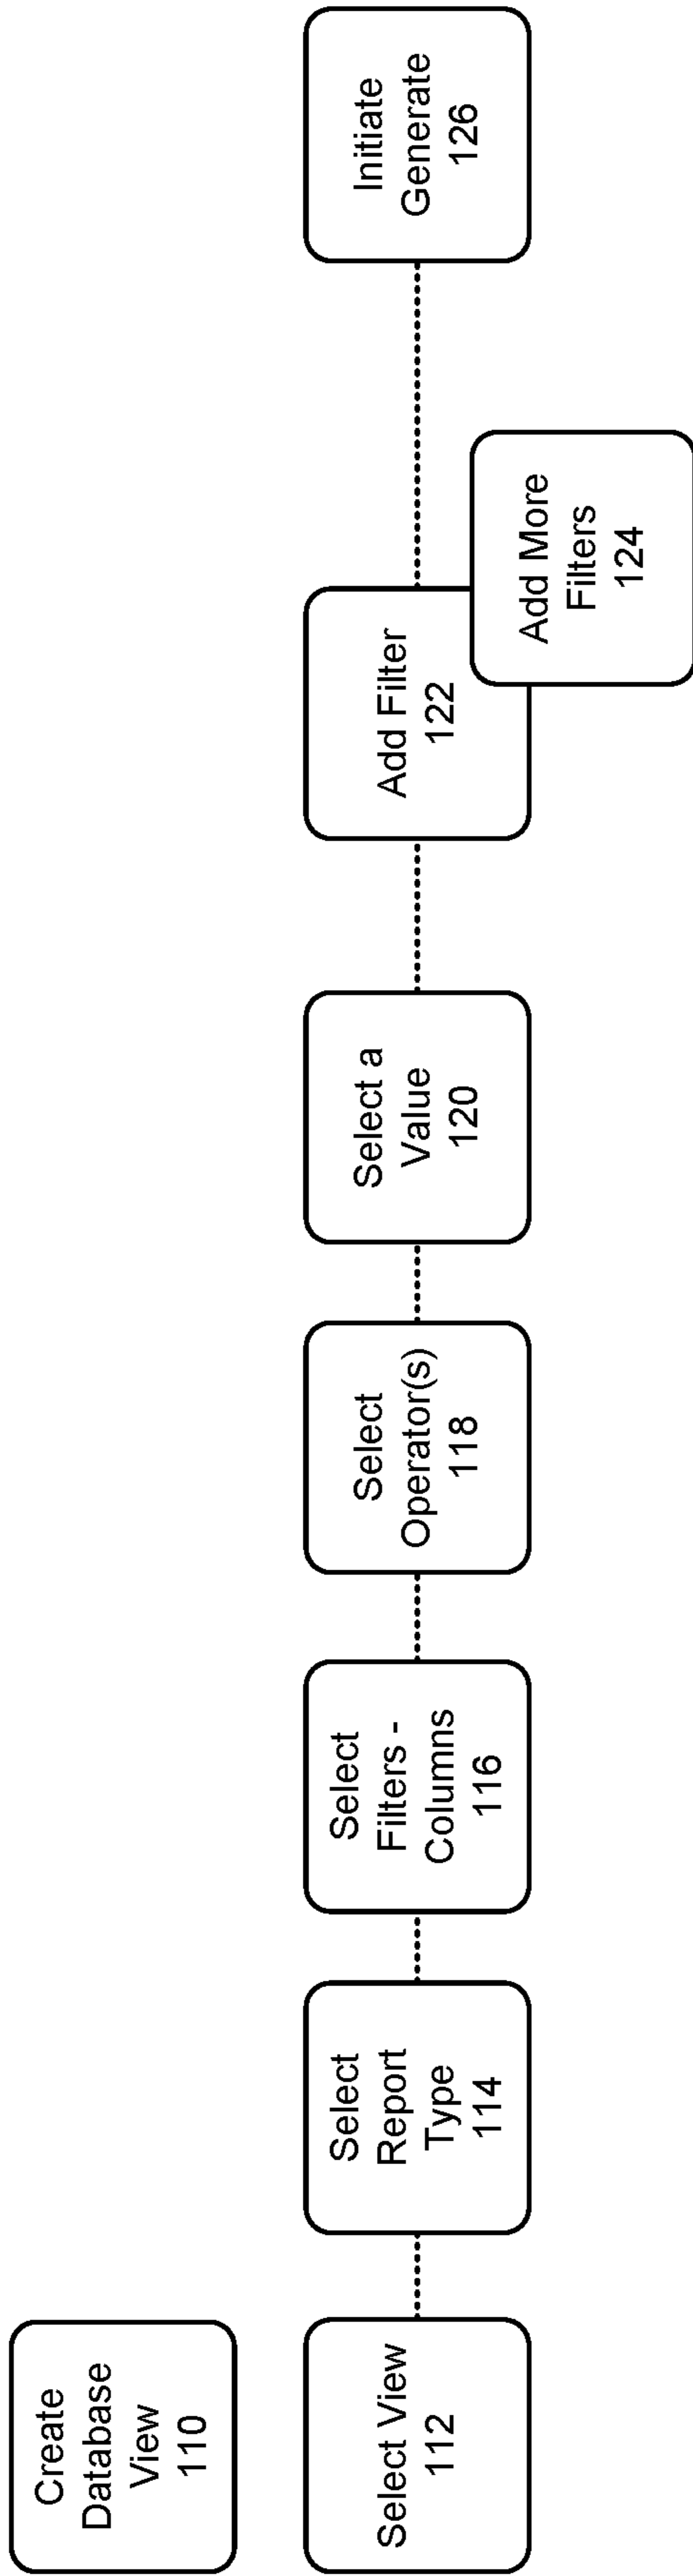 Create
Database
View
110
Select View
112
Select
Report
Type
114
Select
Filters -
Columns
116
Select
Operator(s)
118
Select a
Value
120
Add Filter
122
Add More
Filters
124
Initiate
Generate
126